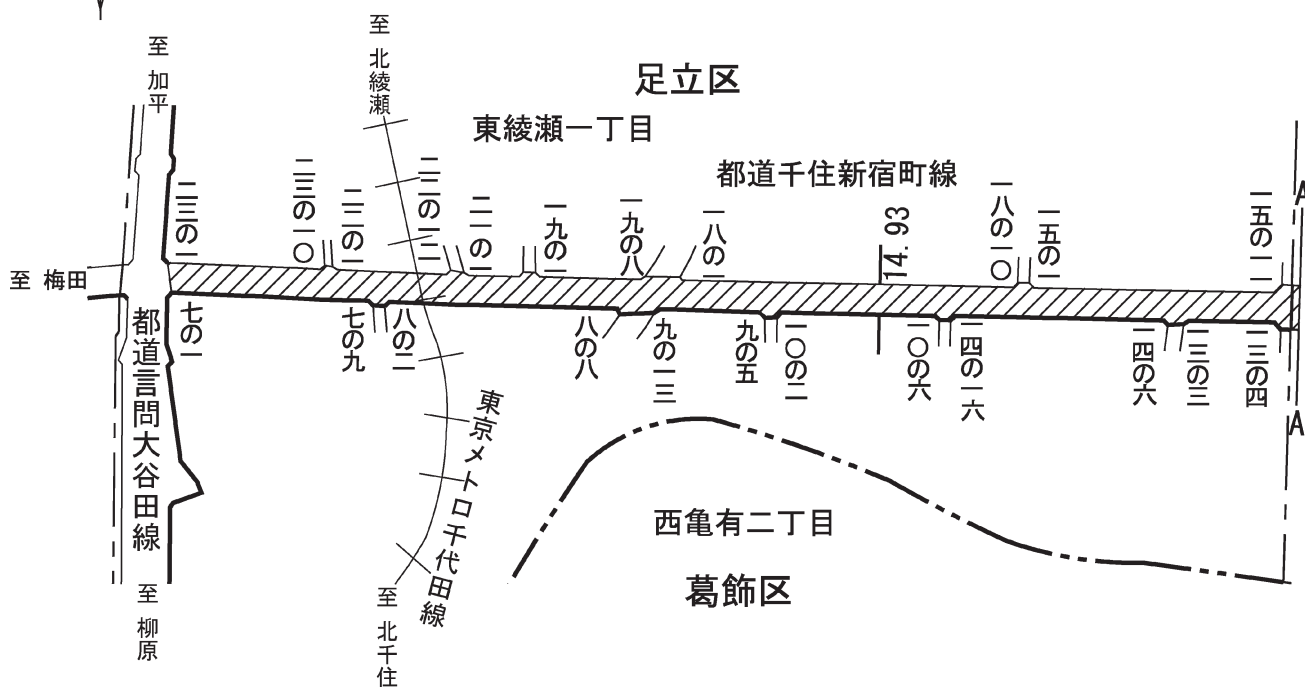 至 北綾瀬
至 加平
足立区
東綾瀬一丁目
都道千住新宿町線
二三の一
二三の一〇
二二の一
二二の一二
二一の一
一九の一
一九の八
一八の一
14.93
一八の一〇
一五の一
一五の一一
A
至 梅田
七の一
七の九
八の二
八の八
九の一三
九の五
一〇の二
一〇の六
一四の一六
一四の六
一三の三
一三の四
A
都道言問大谷田線
東京メトロ千代田線
西亀有二丁目
葛飾区
至 柳原
至 北千住